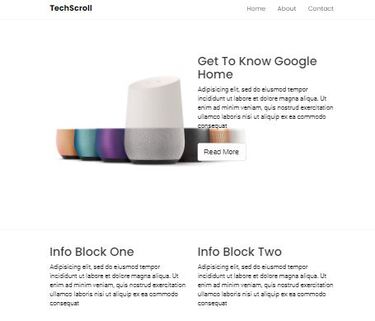 TechScroll
Home
About
Contact
Get To Know Google
Home
Adipisicing elit, sed do eiusmod tempor
incididunt ut labore et dolore magna aliqua. Ut
enim ad minim veniam, quis nostrud exercitation
ullamco laboris nisi ut aliquip ex ea commodo
consequat
Read More
Info Block One
Adipisicing elit, sed do eiusmod tempor
incididunt ut labore et dolore magna aliqua. Ut
enim ad minim veniam, quis nostrud exercitation
ullamco laboris nisi ut aliquip ex ea commodo
consequat
Info Block Two
Adipisicing elit, sed do eiusmod tempor
incididunt ut labore et dolore magna aliqua. Ut
enim ad minim veniam, quis nostrud exercitation
ullamco laboris nisi ut aliquip ex ea commodo
consequat